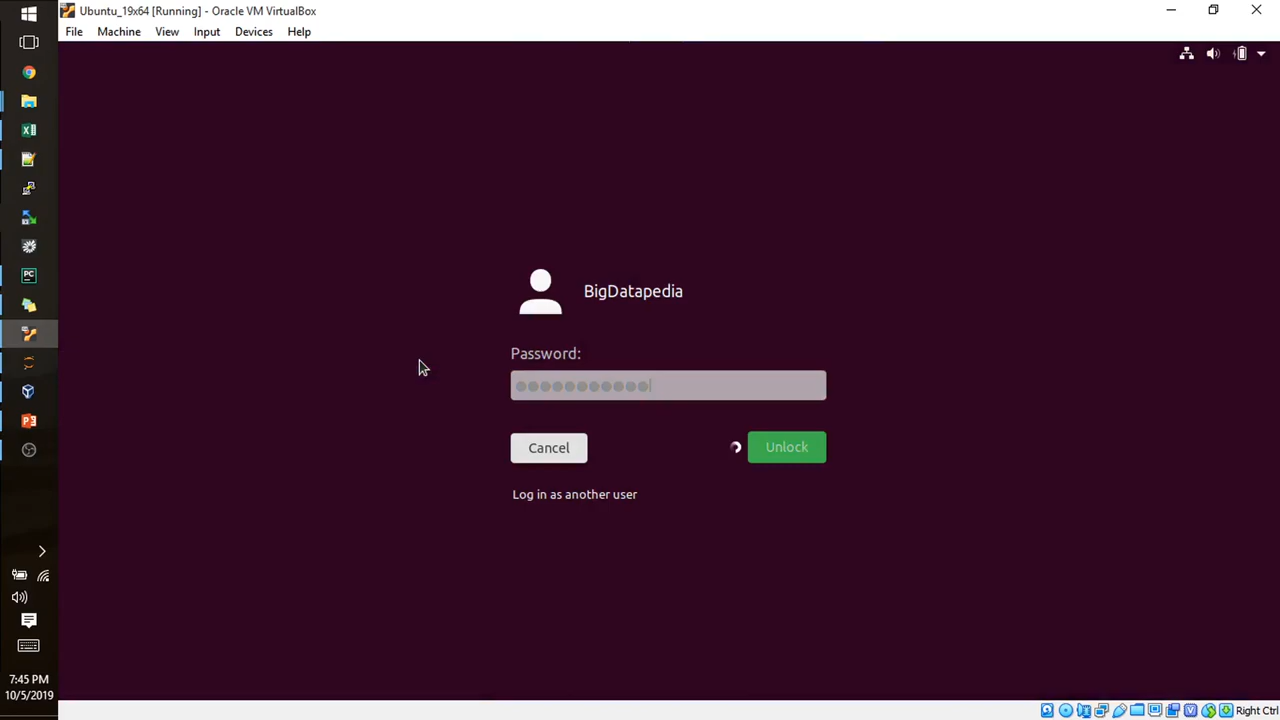 Ubuntu_19x64 [Running] - Oracle VM VirtualBox
File Machine View Input Devices Help
BigDatapedia
Password:
Cancel
Unlock
Log in as another user
7:45 PM
10/5/2019
Right Ctrl